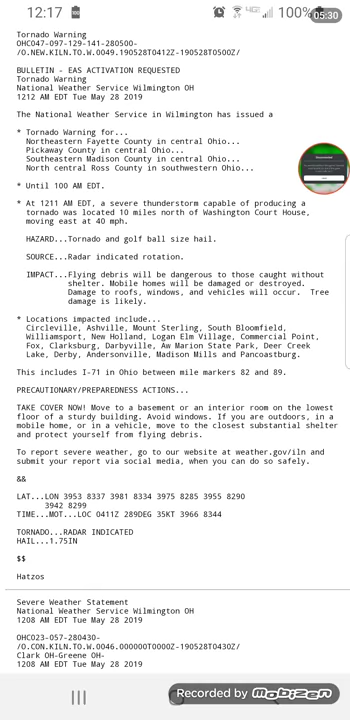 12:17
100%
05:30
Tornado Warning
OHC047-097-129-141-280500-
/O.NEW.KILN.TO.W.0049.190528T0412Z-190528T0500Z/
BULLETIN - EAS ACTIVATION REQUESTED
Tornado Warning
National Weather Service Wilmington OH
1212 AM EDT Tue May 28 2019
The National Weather Service in Wilmington has issued a
* Tornado Warning for...
Northeastern Fayette County in central Ohio...
Pickaway County in central Ohio...
Southeastern Madison County in central Ohio...
North central Ross County in southwestern Ohio...
* Until 100 AM EDT.
* At 1211 AM EDT, a severe thunderstorm capable of producing a
tornado was located 10 miles north of Washington Court House,
moving east at 40 mph.
HAZARD...Tornado and golf ball size hail.
SOURCE...Radar indicated rotation.
IMPACT...Flying debris will be dangerous to those caught without
shelter. Mobile homes will be damaged or destroyed.
Damage to roofs, windows, and vehicles will occur. Tree
damage is likely.
* Locations impacted include...
Circleville, Ashville, Mount Sterling, South Bloomfield,
Williamsport, New Holland, Logan Elm Village, Commercial Point,
Fox, Clarksburg, Darbyville, Aw Marion State Park, Deer Creek
Lake, Derby, Andersonville, Madison Mills and Pancoastburg.
This includes I-71 in Ohio between mile markers 82 and 89.
PRECAUTIONARY/PREPAREDNESS ACTIONS...
TAKE COVER NOW! Move to a basement or an interior room on the lowest
floor of a sturdy building. Avoid windows. If you are outdoors, in a
mobile home, or in a vehicle, move to the closest substantial shelter
and protect yourself from flying debris.
To report severe weather, go to our website at weather.gov/iln and
submit your report via social media, when you can do so safely.
&&
LAT...LON 3953 8337 3981 8334 3975 8285 3955 8290
3942 8299
TIME...MOT...LOC 0411Z 289DEG 35KT 3966 8344
TORNADO...RADAR INDICATED
HAIL...1.75IN
$$
Hatzos
Severe Weather Statement
National Weather Service Wilmington OH
1208 AM EDT Tue May 28 2019
OHC023-057-280430-
/O.CON.KILN.TO.W.0046.000000T0000Z-190528T0430Z/
Clark OH-Greene OH-
1208 AM EDT Tue May 28 2019
Recorded by Mobizen